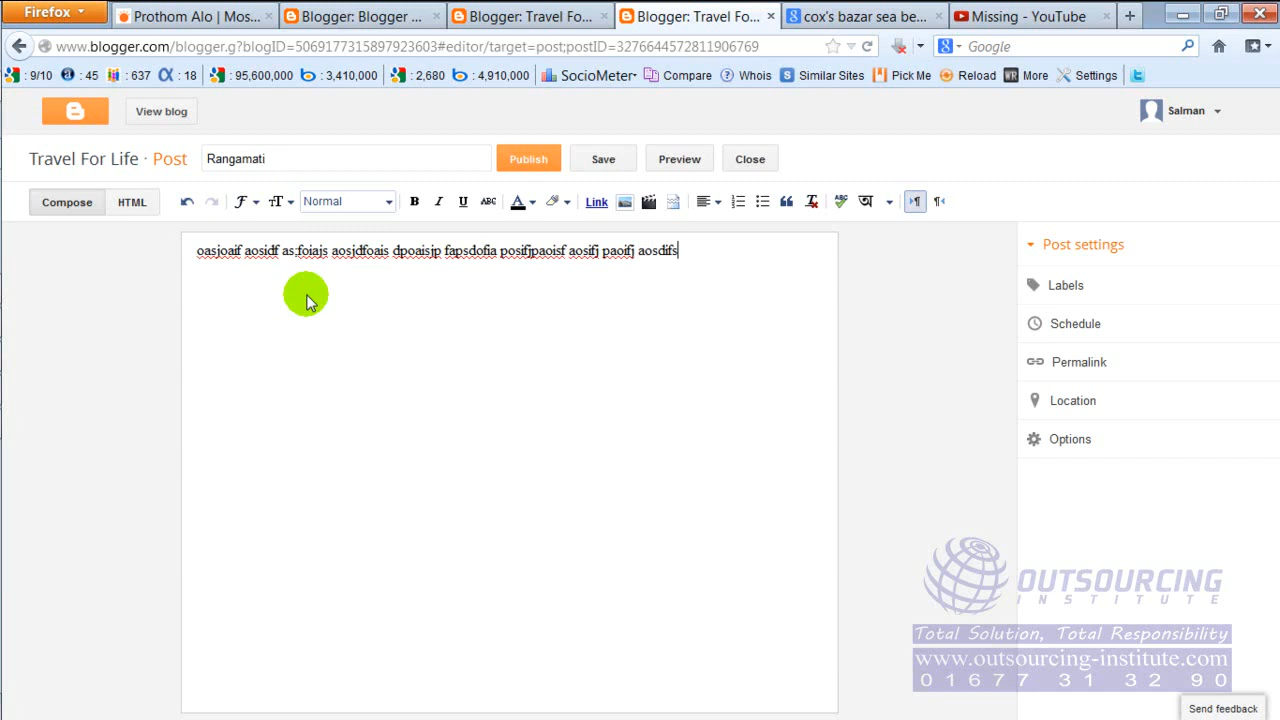 Firefox
Prothom Alo | Mos... Blogger: Blogger ... Blogger: Travel Fo... Blogger: Travel Fo... cox's bazar sea be... Missing - YouTube
www.blogger.com/blogger.g?blogID=5069177315897923603#editor/target=post;postID=3276644572811906769 Google
: 9/10 : 45 : 637 : 18 : 95,600,000 : 3,410,000 : 2,680 : 4,910,000 SocioMeter Compare Whois Similar Sites Pick Me Reload More Settings
View blog Salman
Travel For Life · Post Rangamati Publish Save Preview Close
Compose HTML Normal B I U ABC A Link অ
oasjoaif aosidf as;foiajs aosjdfoais dpoaisjp fapsdofia posifjpaoisf aosifj paoifj aosdifs
Post settings
Labels
Schedule
Permalink
Location
Options
OUTSOURCING
INSTITUTE
Total Solution, Total Responsibility
www.outsourcing-institute.com
01677 31 32 90
Send feedback